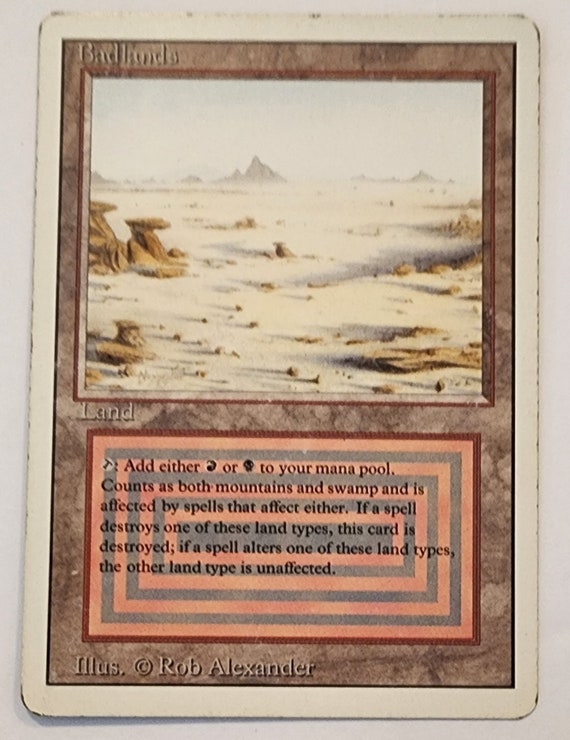 Badlands
Land
: Add either or to your mana pool.
Counts as both mountains and swamp and is
affected by spells that affect either. If a spell
destroys one of these land types, this card is
destroyed; if a spell alters one of these land types,
the other land type is unaffected.
Illus. © Rob Alexander